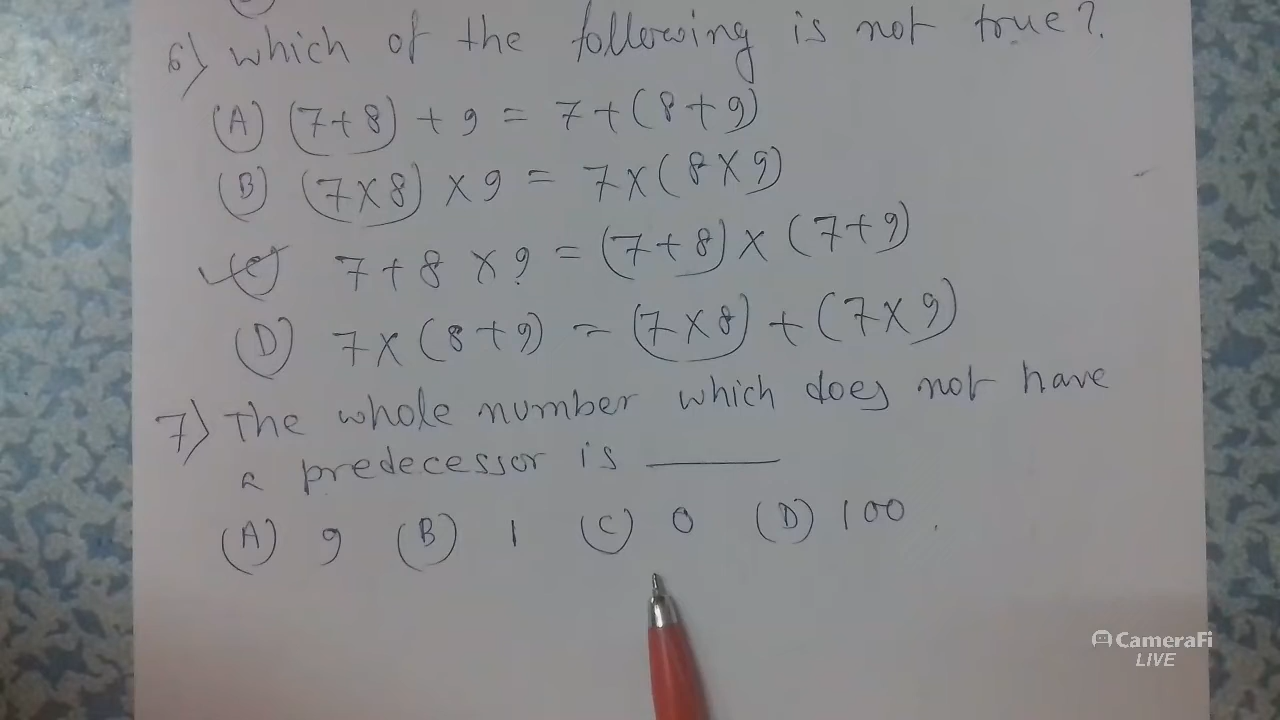 6) which of the following is not true?
(A) (7+8) + 9 = 7+(8+9)
(B) (7×8) × 9 = 7×(8×9)
(C) 7+8 × 9 = (7+8) × (7+9)
(D) 7×(8+9) = (7×8) + (7×9)
7) The whole number which does not have
a predecessor is ______
(A) 9 (B) 1 (C) 0 (D) 100.
CameraFi
LIVE